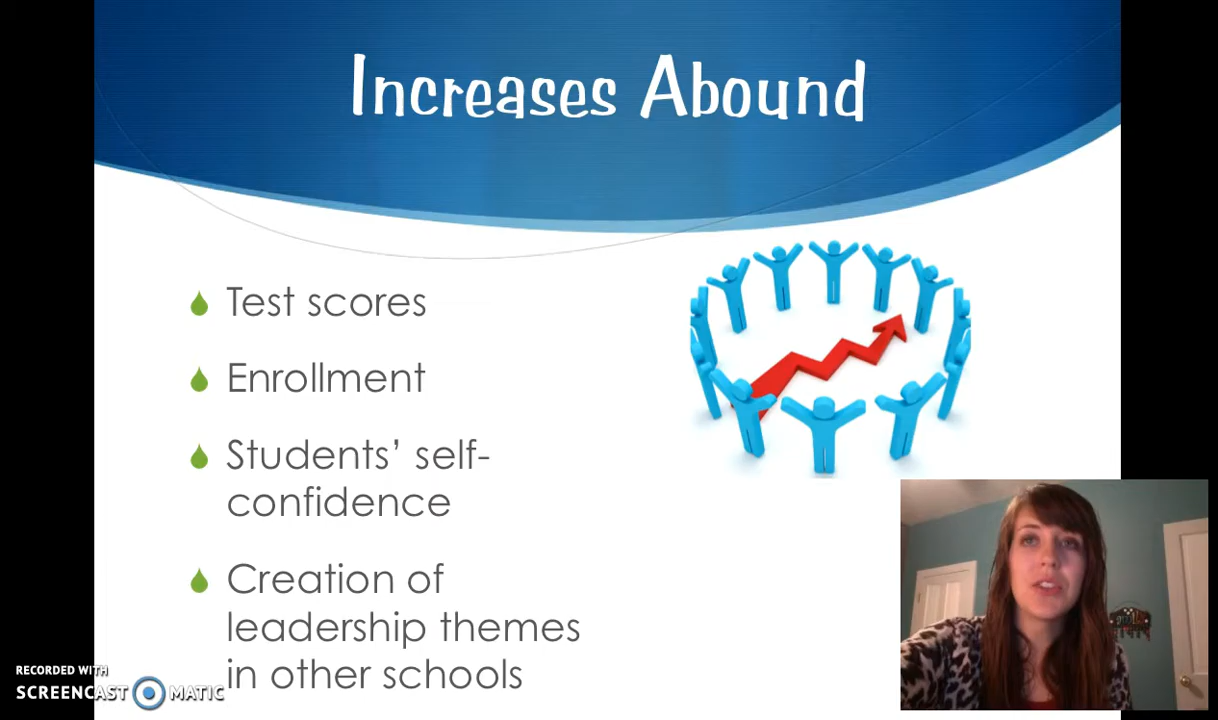 Increases Abound
Test scores
Enrollment
Students’ self-
confidence
Creation of
leadership themes
in other schools
RECORDED WITH
SCREENCAST MATIC